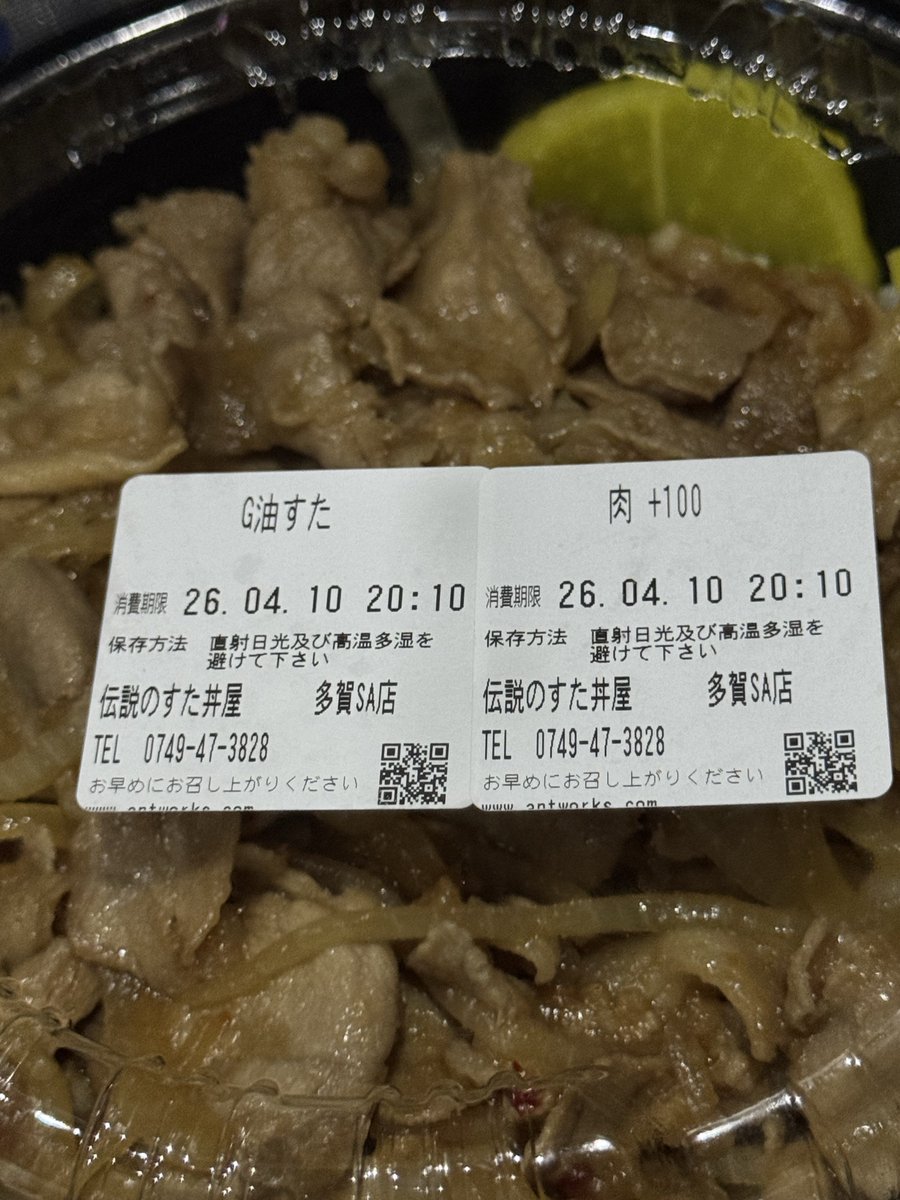 G油すた
消費期限 26.04.10 20:10
保存方法 直射日光及び高温多湿を
避けて下さい
伝説のすた丼屋 多賀SA店
TEL 0749-47-3828
お早めにお召し上がりください
www.antworks.com
肉 +100
消費期限 26.04.10 20:10
保存方法 直射日光及び高温多湿を
避けて下さい
伝説のすた丼屋 多賀SA店
TEL 0749-47-3828
お早めにお召し上がりください
www.antworks.com